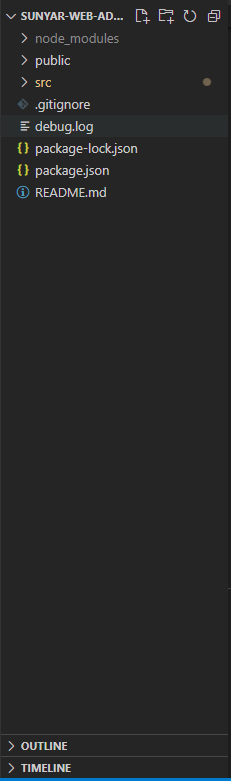 SUNYAR-WEB-AD...
node_modules
public
src
.gitignore
debug.log
package-lock.json
package.json
README.md
OUTLINE
TIMELINE